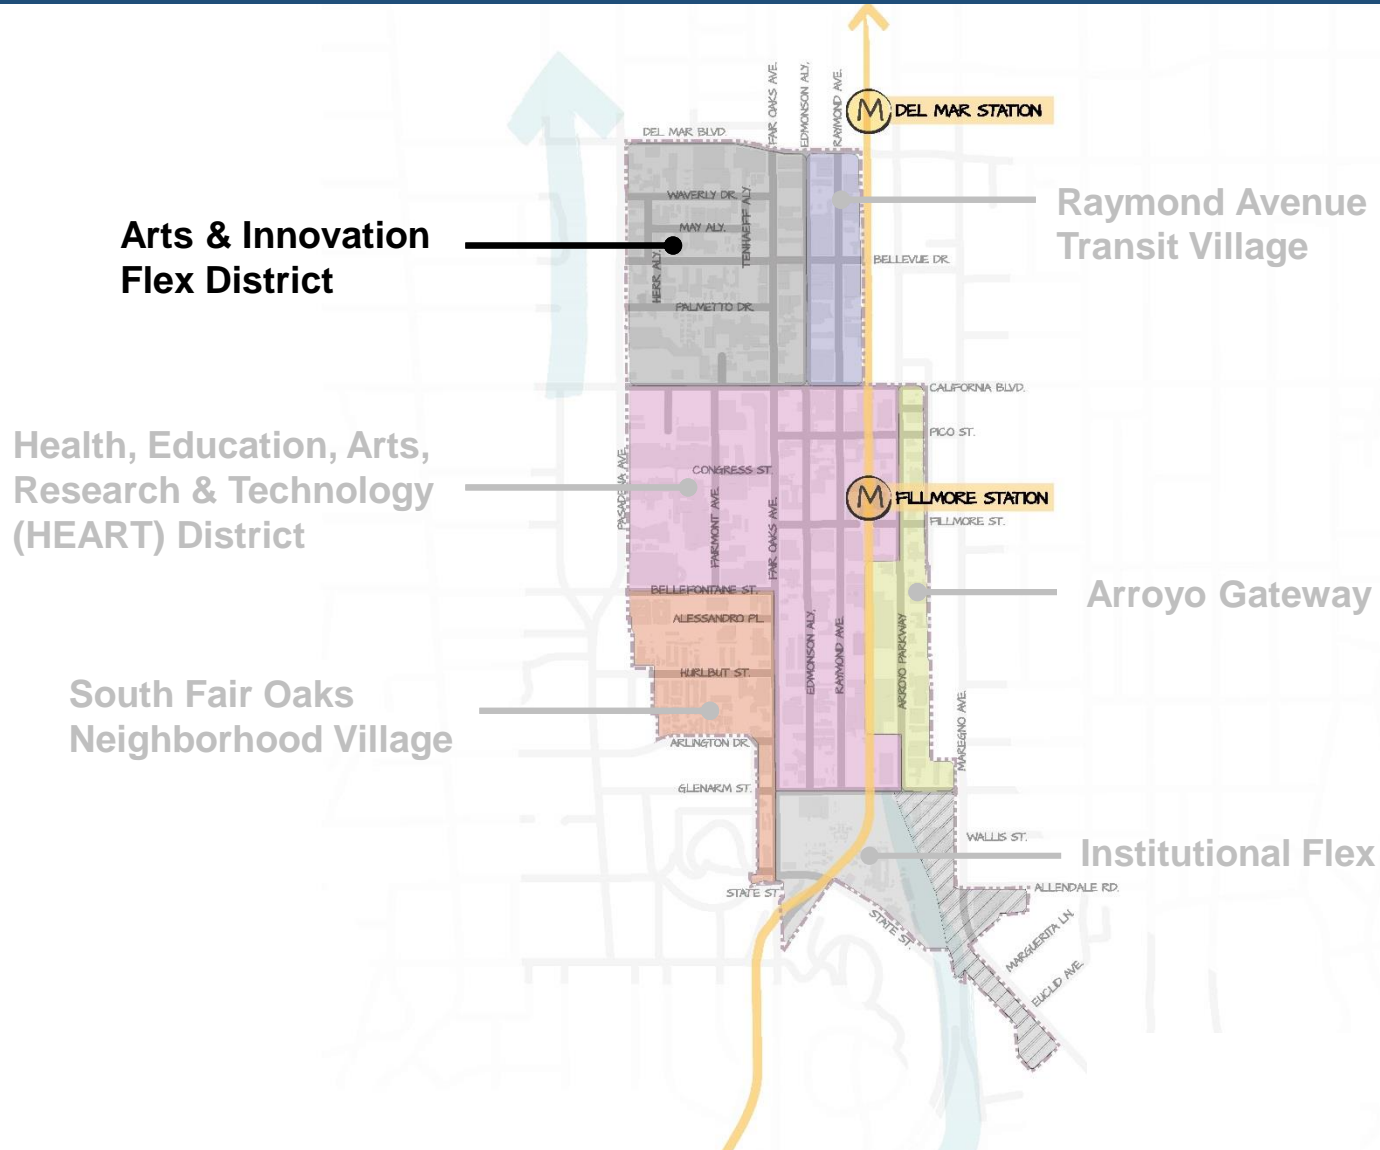 FAIR OAKS AVE.
EDMONSON ALY.
RAYMOND AVE.
M
DEL MAR STATION
DEL MAR BLVD.
WAVERLY DR.
MAY ALY.
TENHAEFF ALY.
HERR ALY.
BELLEVUE DR.
PALMETTO DR.
Arts & Innovation
Flex District
Raymond Avenue
Transit Village
CALIFORNIA BLVD.
PICO ST.
Health, Education, Arts,
Research & Technology
(HEART) District
PASADENA AVE.
CONGRESS ST.
FAIRMONT AVE.
FAIR OAKS AVE.
M
FILLMORE STATION
FILLMORE ST.
BELLEFONTAINE ST.
ALESSANDRO PL.
EDMONSON ALY.
RAYMOND AVE.
ARROYO PARKWAY
Arroyo Gateway
HURLBUT ST.
South Fair Oaks
Neighborhood Village
ARLINGTON DR.
MAREGNO AVE.
GLENARM ST.
WALLIS ST.
Institutional Flex
STATE ST.
STATE ST.
ALLENDALE RD.
MARGUERITA LN.
EUCLID AVE.